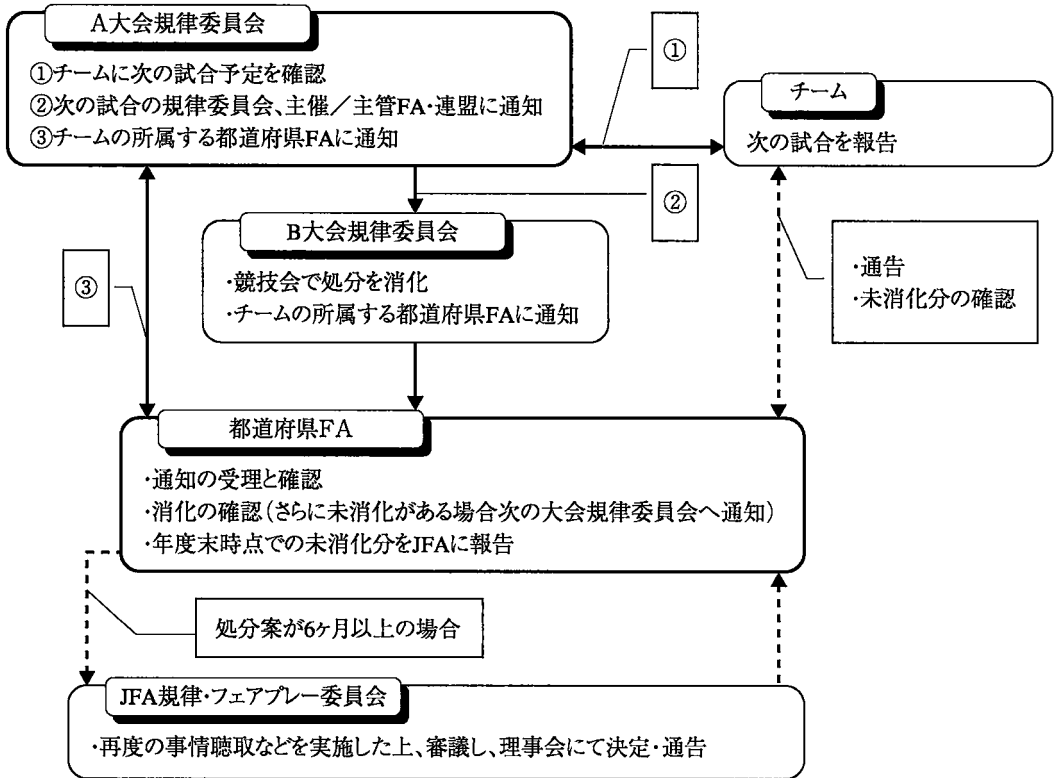 A大会規律委員会
①チームに次の試合予定を確認
②次の試合の規律委員会、主催／主管FA・連盟に通知
③チームの所属する都道府県FAに通知
①
チーム
次の試合を報告
②
B大会規律委員会
・競技会で処分を消化
・チームの所属する都道府県FAに通知
③
・通告
・未消化分の確認
都道府県FA
・通知の受理と確認
・消化の確認（さらに未消化がある場合次の大会規律委員会へ通知）
・年度末時点での未消化分をJFAに報告
処分案が6ヶ月以上の場合
JFA規律・フェアプレー委員会
・再度の事情聴取などを実施した上、審議し、理事会にて決定・通告